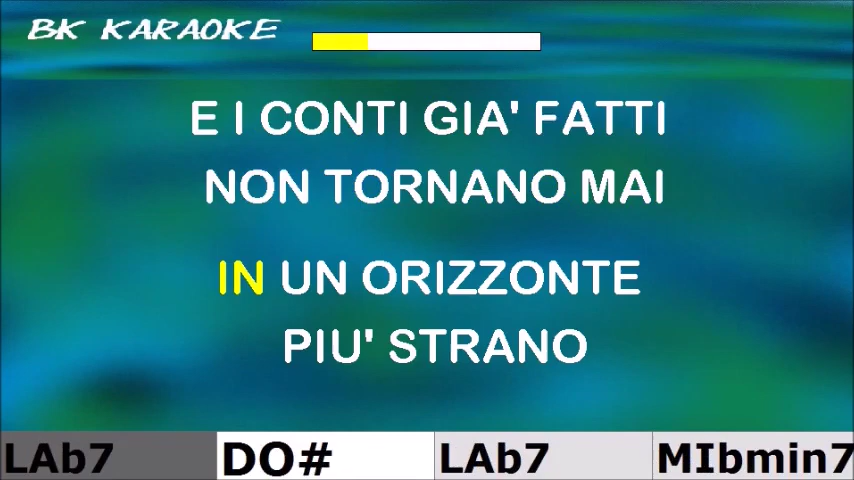 BK KARAOKE
E I CONTI GIA' FATTI
NON TORNANO MAI
IN UN ORIZZONTE
PIU' STRANO
LAb7 DO# LAb7 MIbmin7